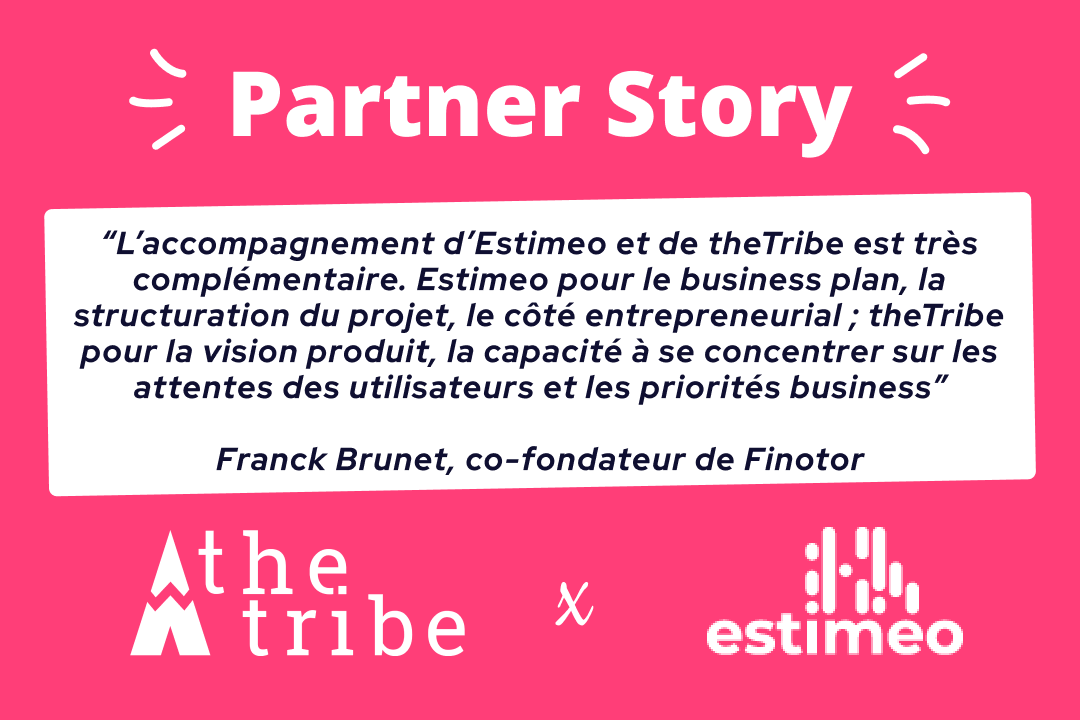 Partner Story
“L’accompagnement d’Estimeo et de theTribe est très
complémentaire. Estimeo pour le business plan, la
structuration du projet, le côté entrepreneurial ; theTribe
pour la vision produit, la capacité à se concentrer sur les
attentes des utilisateurs et les priorités business”
Franck Brunet, co-fondateur de Finotor
the
tribe
x
estimeo